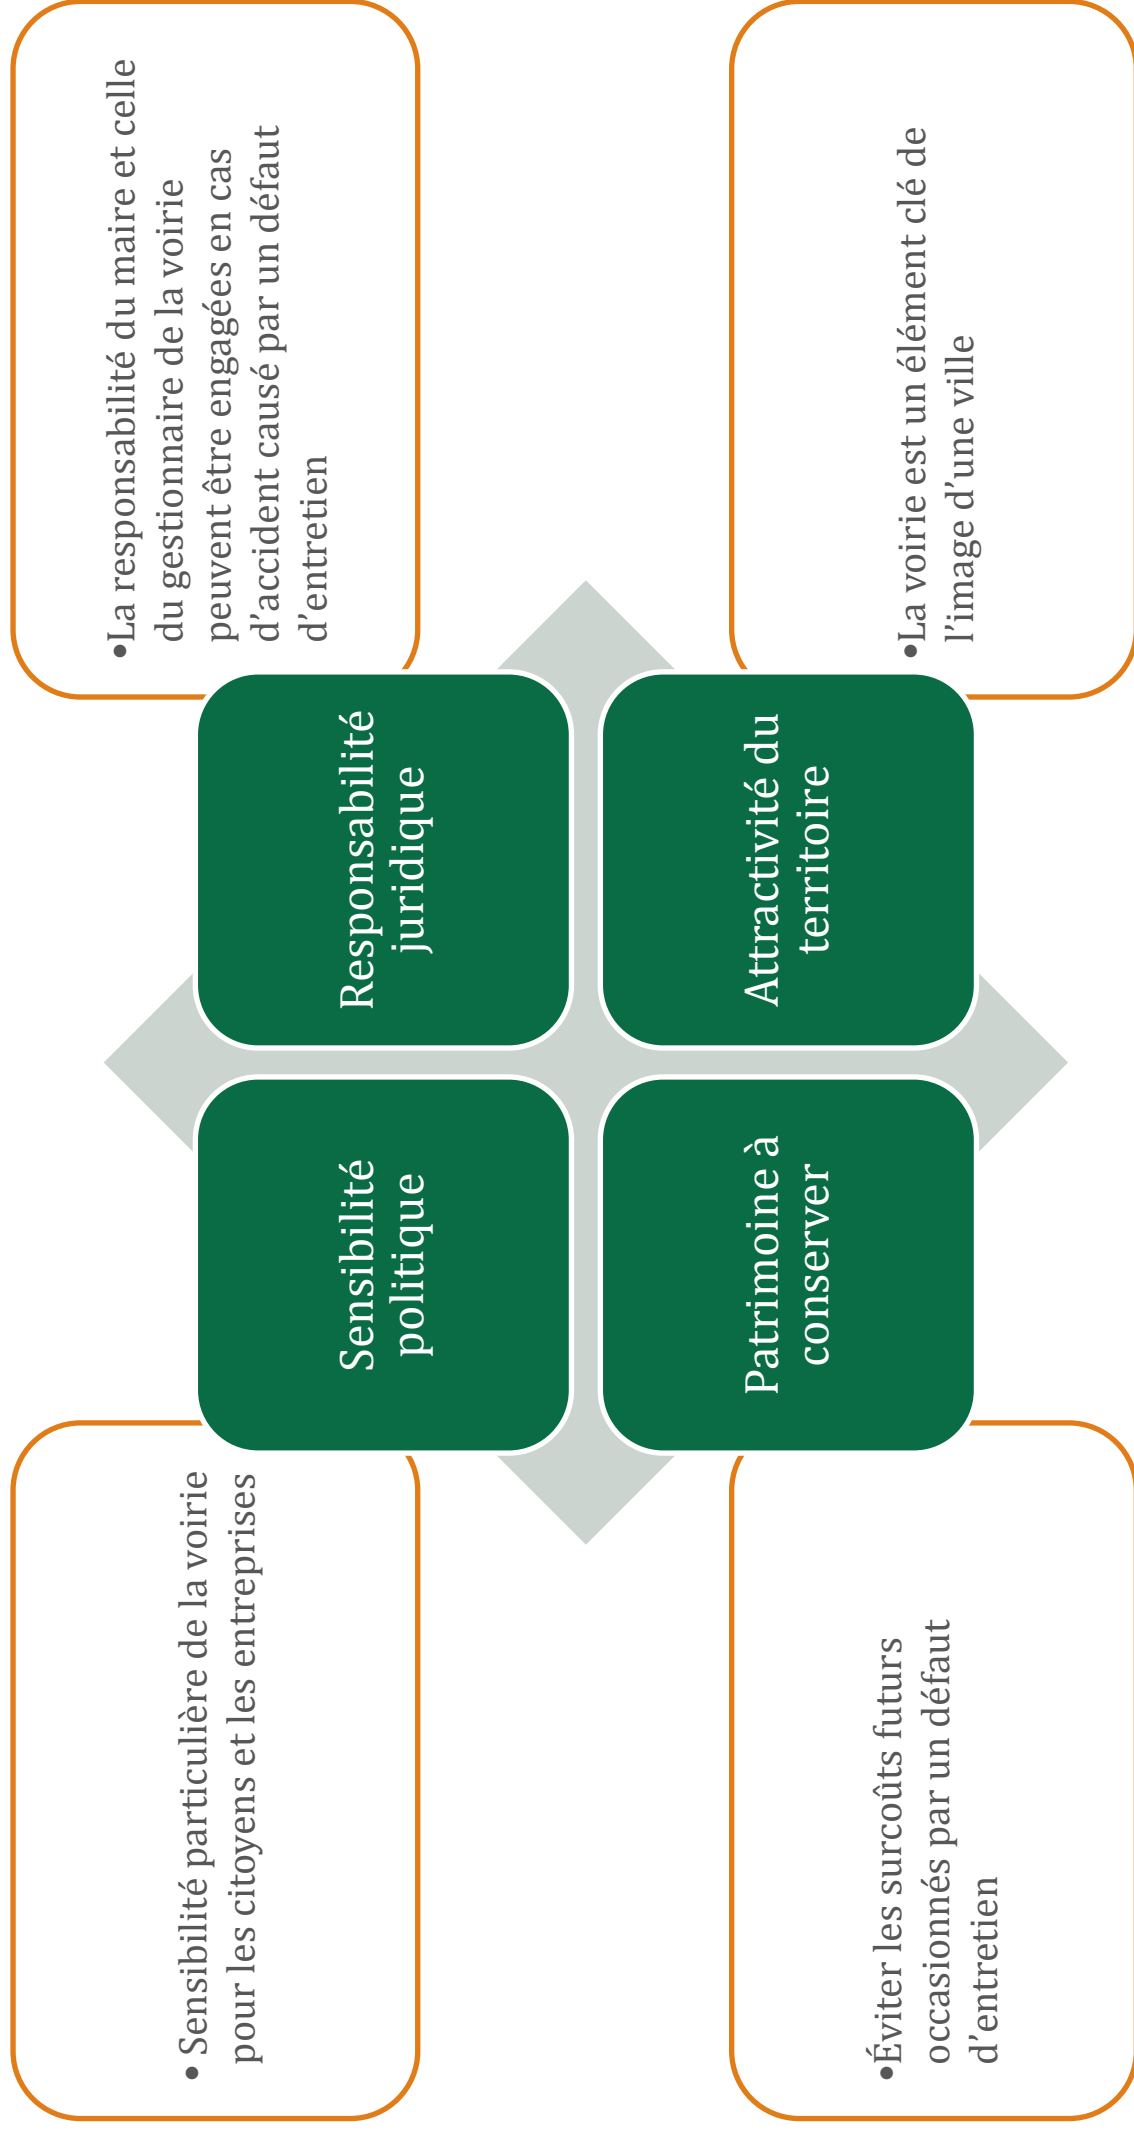 • Sensibilité particulière de la voirie
pour les citoyens et les entreprises
Sensibilité
politique
Responsabilité
juridique
•La responsabilité du maire et celle
du gestionnaire de la voirie
peuvent être engagées en cas
d’accident causé par un défaut
d’entretien
•Éviter les surcoûts futurs
occasionnés par un défaut
d’entretien
Patrimoine à
conserver
Attractivité du
territoire
•La voirie est un élément clé de
l’image d’une ville